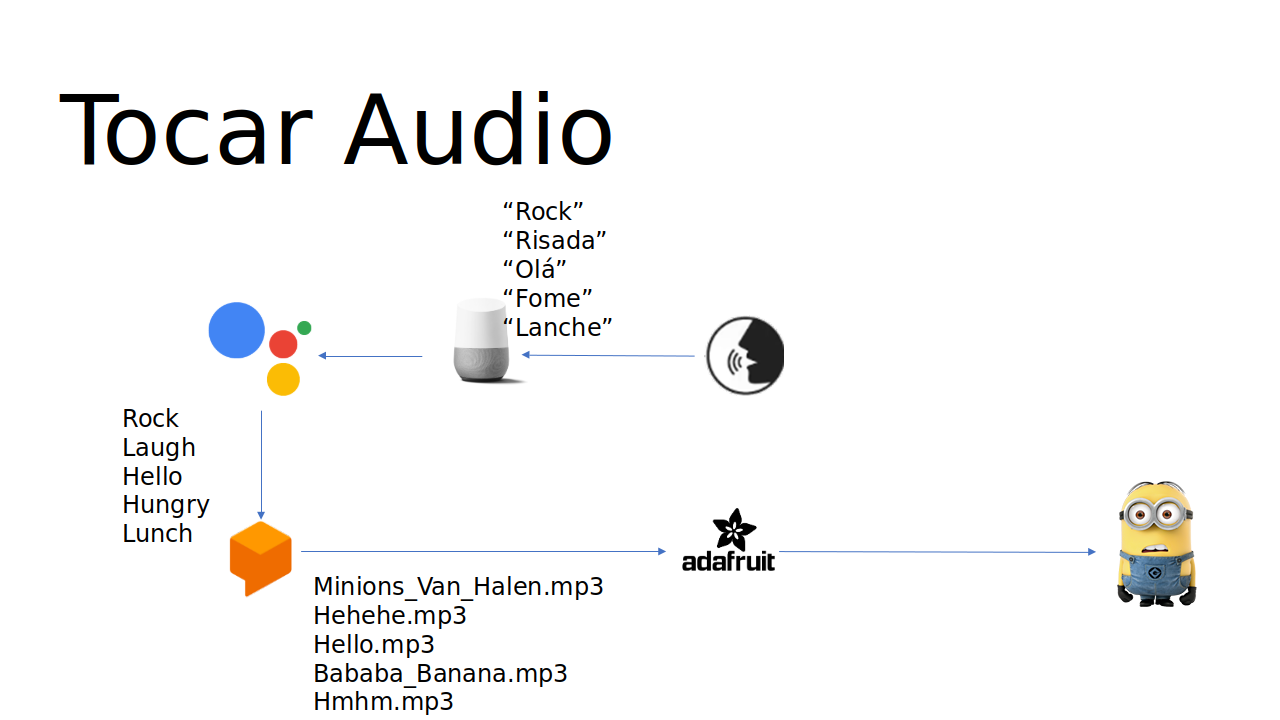 Tocar Audio
“Rock”
“Risada”
“Olá”
“Fome”
“Lanche”
Rock
Laugh
Hello
Hungry
Lunch
adafruit
Minions_Van_Halen.mp3
Hehehe.mp3
Hello.mp3
Bababa_Banana.mp3
Hmhm.mp3